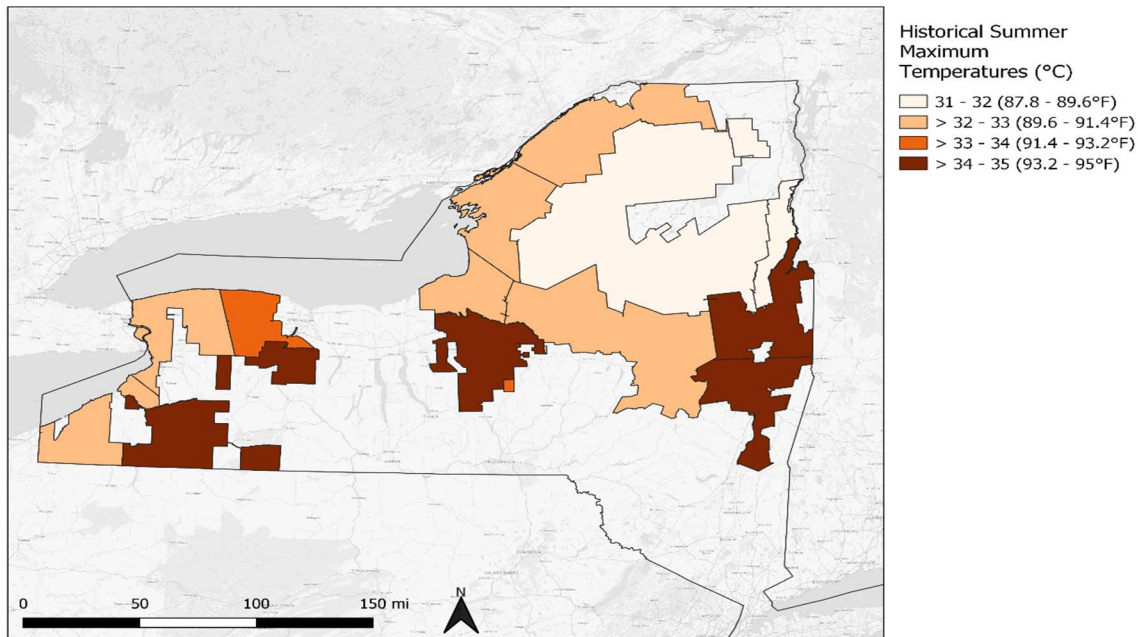 Historical Summer
Maximum
Temperatures (°C)
31 - 32 (87.8 - 89.6°F)
> 32 - 33 (89.6 - 91.4°F)
> 33 - 34 (91.4 - 93.2°F)
> 34 - 35 (93.2 - 95°F)
0 50 100 150 mi
N